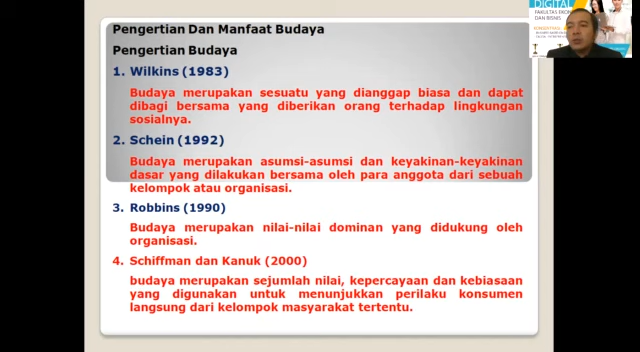 Pengertian Dan Manfaat Budaya
Pengertian Budaya
1. Wilkins (1983)
Budaya merupakan sesuatu yang dianggap biasa dan dapat
dibagi bersama yang diberikan orang terhadap lingkungan
sosialnya.
2. Schein (1992)
Budaya merupakan asumsi-asumsi dan keyakinan-keyakinan
dasar yang dilakukan bersama oleh para anggota dari sebuah
kelompok atau organisasi.
3. Robbins (1990)
Budaya merupakan nilai-nilai dominan yang didukung oleh
organisasi.
4. Schiffman dan Kanuk (2000)
budaya merupakan sejumlah nilai, kepercayaan dan kebiasaan
yang digunakan untuk menunjukkan perilaku konsumen
langsung dari kelompok masyarakat tertentu.
DIGITAL
FAKULTAS EKONO
DAN BISNIS